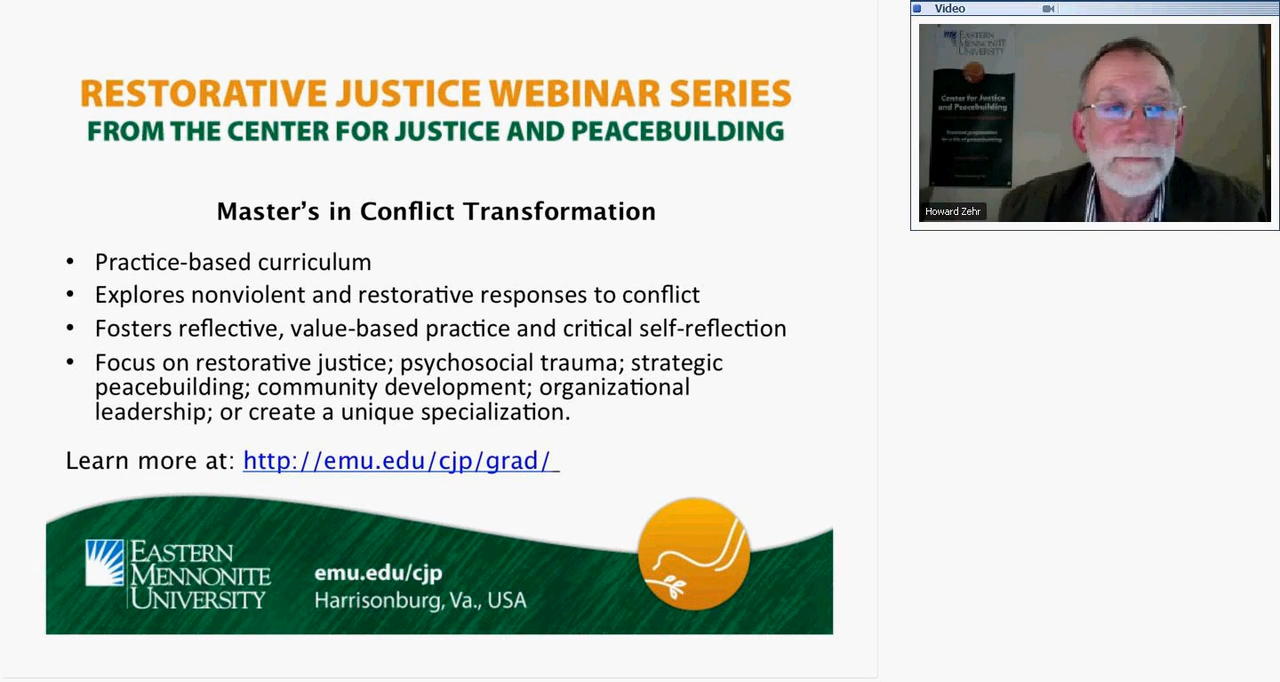 RESTORATIVE JUSTICE WEBINAR SERIES
FROM THE CENTER FOR JUSTICE AND PEACEBUILDING
Master's in Conflict Transformation
• Practice-based curriculum
• Explores nonviolent and restorative responses to conflict
• Fosters reflective, value-based practice and critical self-reflection
• Focus on restorative justice; psychosocial trauma; strategic
peacebuilding; community development; organizational
leadership; or create a unique specialization.
Learn more at: http://emu.edu/cjp/grad/
EASTERN
MENNONITE
UNIVERSITY
emu.edu/cjp
Harrisonburg, Va., USA
Video
EASTERN
MENNONITE
UNIVERSITY
Center for Justice
and Peacebuilding
Howard Zehr